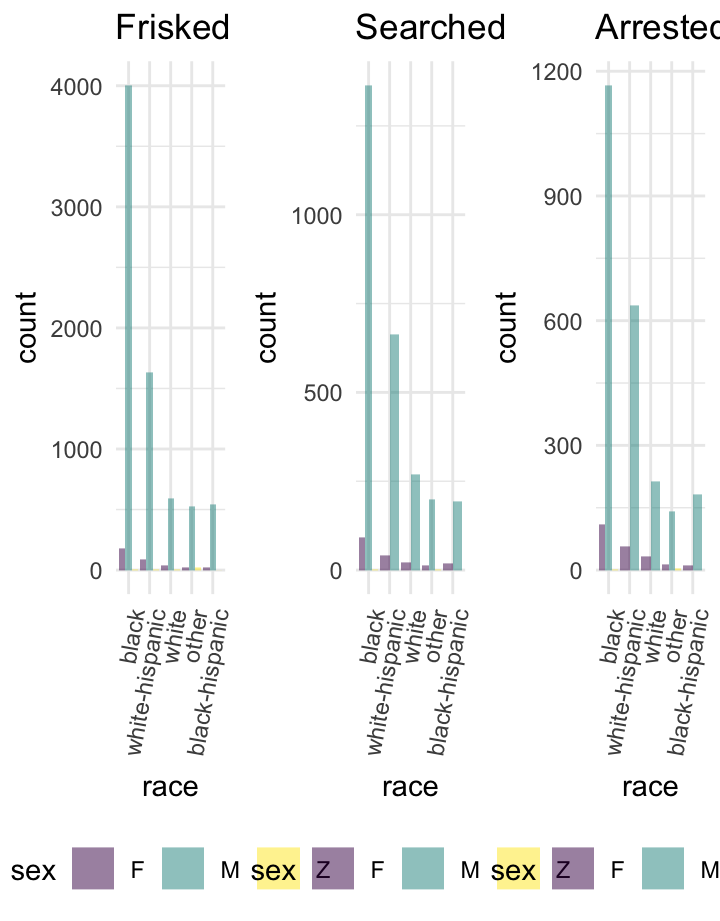 Frisked
Searched
Arrested
4000
3000
2000
1000
0
count
black
white-hispanic
white
other
black-hispanic
race
1000
500
0
count
black
white-hispanic
white
other
black-hispanic
race
1200
900
600
300
0
count
black
white-hispanic
white
other
black-hispanic
race
sex F M sex Z F M sex Z F M